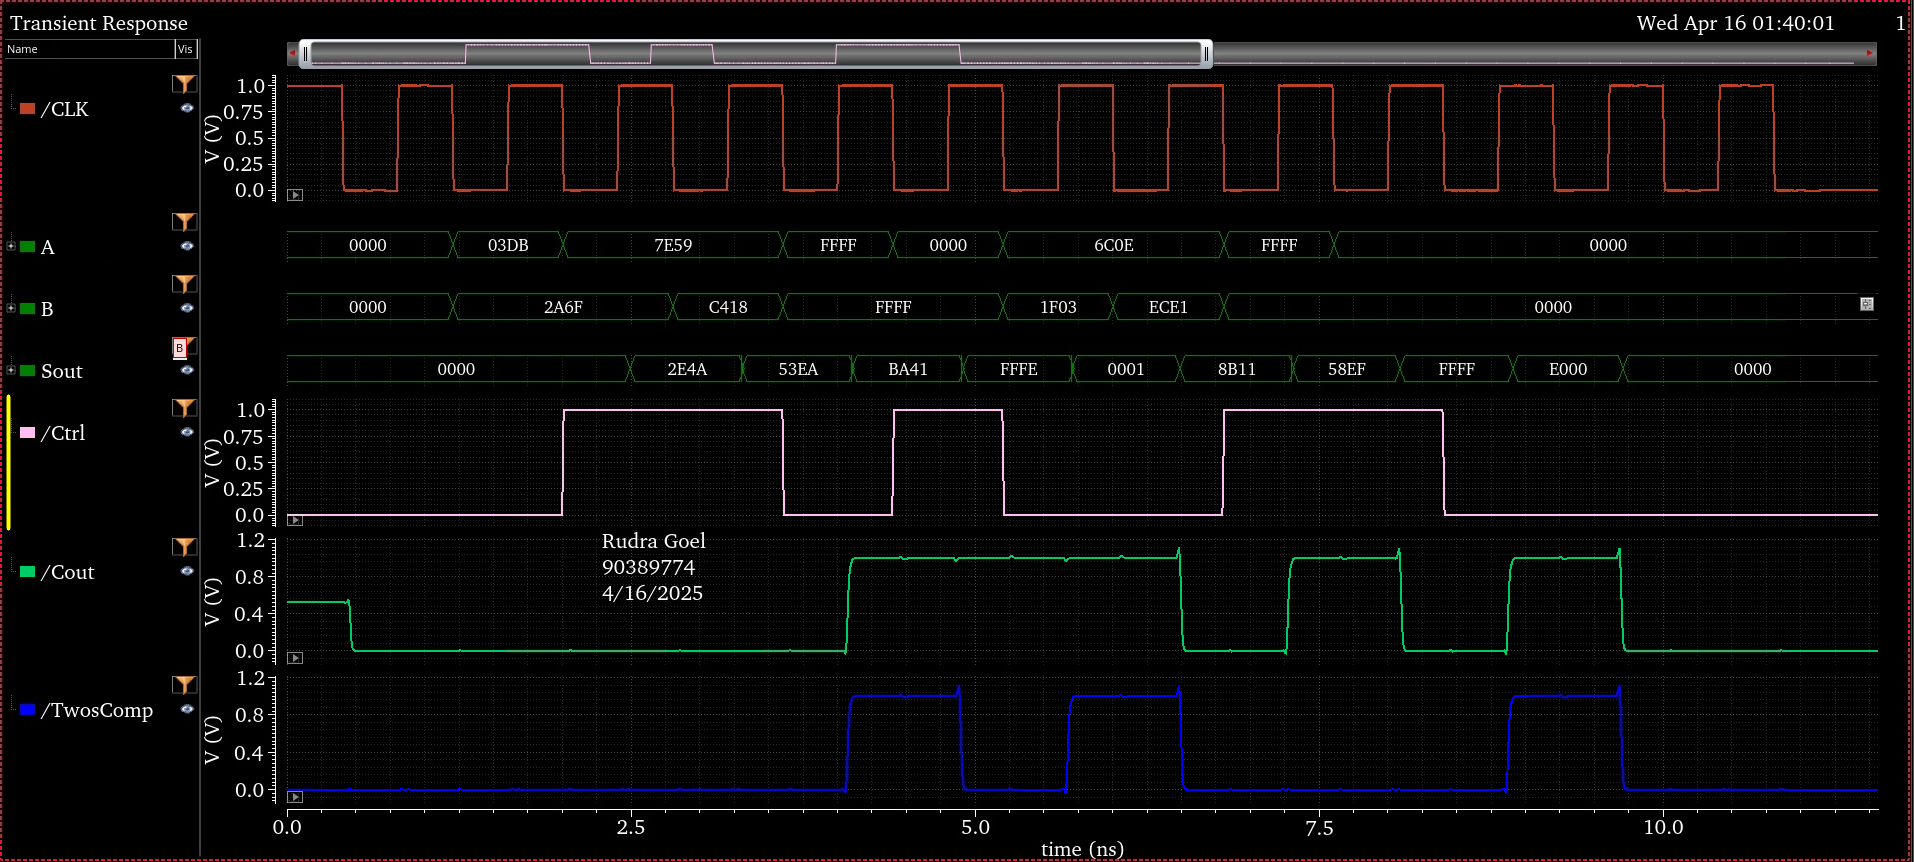 Transient Response
Wed Apr 16 01:40:01
1
Name
Vis
/CLK
V (V)
1.0
0.75
0.5
0.25
0.0
A
0000 03DB 7E59 FFFF 0000 6C0E FFFF 0000
B
0000 2A6F C418 FFFF 1F03 ECE1 0000
B
Sout
0000 2E4A 53EA BA41 FFFE 0001 8B11 58EF FFFF E000 0000
/Ctrl
V (V)
1.0
0.75
0.5
0.25
0.0
Rudra Goel
90389774
4/16/2025
/Cout
V (V)
1.2
0.8
0.4
0.0
/TwosComp
V (V)
1.2
0.8
0.4
0.0
0.0 2.5 5.0 7.5 10.0
time (ns)